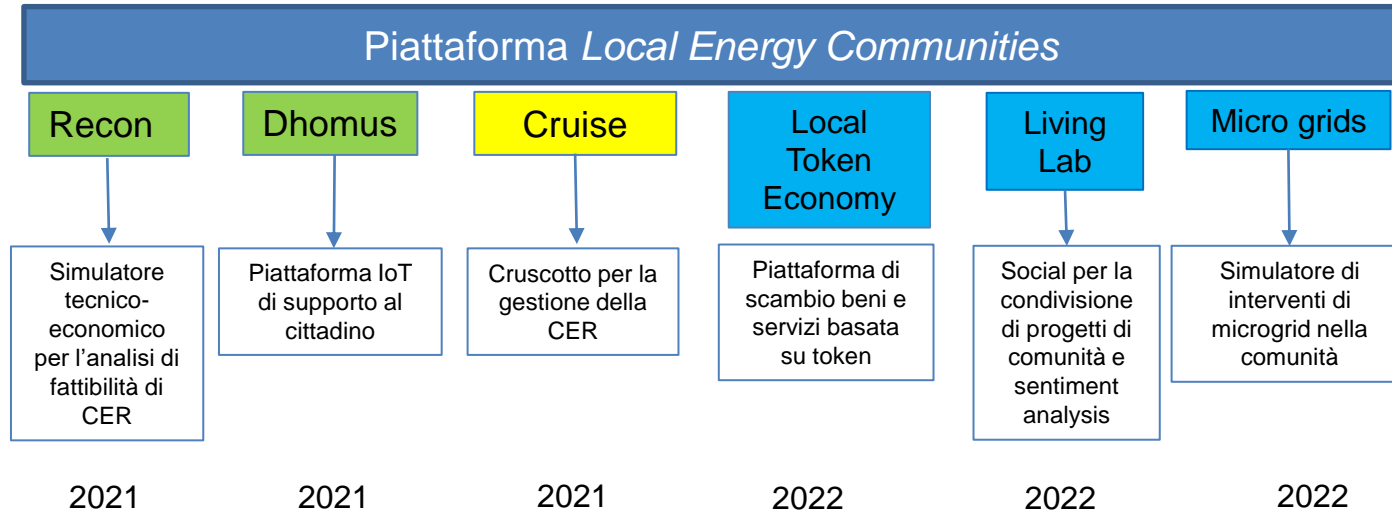 Piattaforma Local Energy Communities
Recon
Dhomus
Cruise
Local
Token
Economy
Living
Lab
Micro grids
Simulatore
tecnico-
economico
per l’analisi di
fattibilità di
CER
Piattaforma IoT
di supporto al
cittadino
Cruscotto per la
gestione della
CER
Piattaforma di
scambio beni e
servizi basata
su token
Social per la
condivisione
di progetti di
comunità e
sentiment
analysis
Simulatore di
interventi di
microgrid nella
comunità
2021
2021
2021
2022
2022
2022